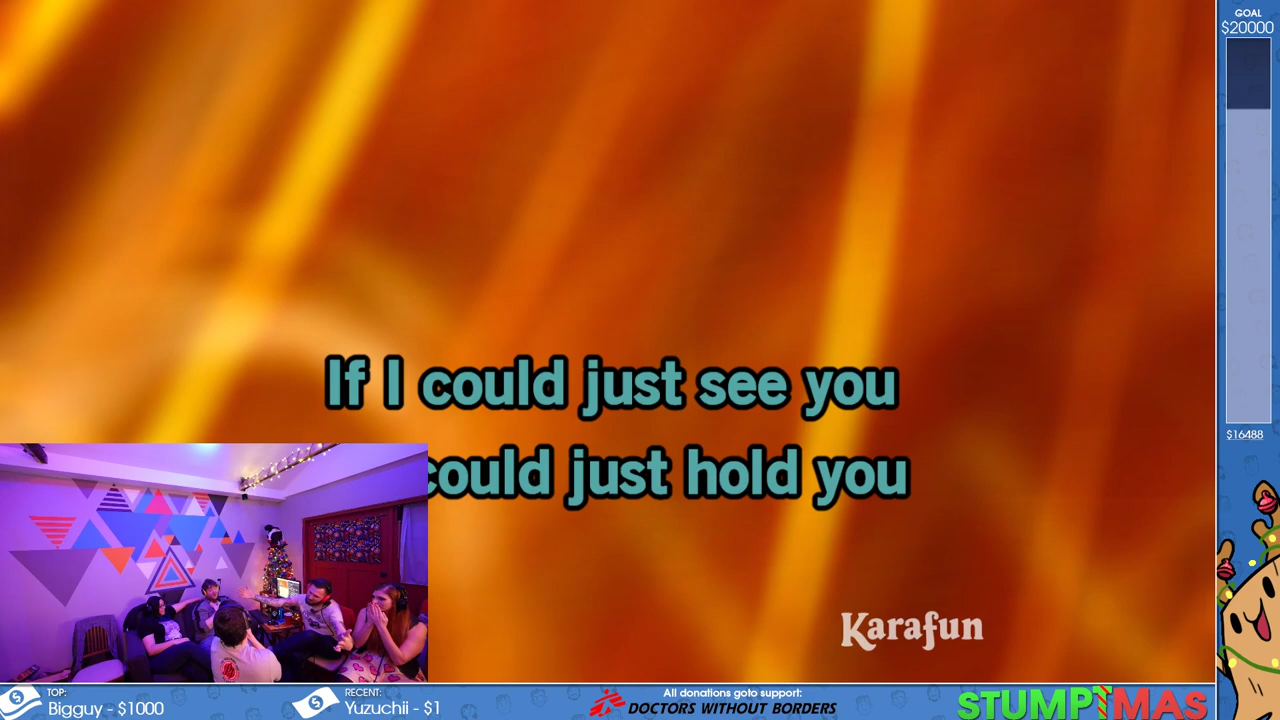 GOAL
$20000
If I could just see you
could just hold you
$16488
Karafun
TOP:
Bigguy - $1000
RECENT:
Yuzuchii - $1
All donations goto support:
DOCTORS WITHOUT BORDERS
STUMPTMAS